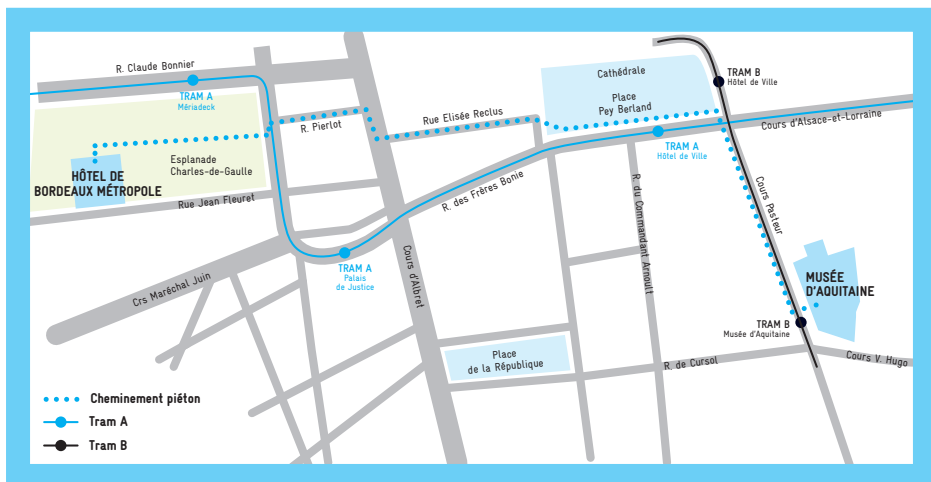 R. Claude Bonnier
TRAM A
Mériadeck
R. Pierlot
Esplanade
Charles-de-Gaulle
HÔTEL DE
BORDEAUX MÉTROPOLE
Rue Jean Fleuret
Crs Maréchal Juin
TRAM A
Palais
de Justice
Cours d'Albret
Rue Elisée Reclus
R. des Frères Bonie
Cathédrale
Place
Pey Berland
TRAM B
Hôtel de Ville
TRAM A
Hôtel de Ville
Cours d'Alsace-et-Lorraine
R. du Commandant Arnoult
Cours Pasteur
MUSÉE
D'AQUITAINE
TRAM B
Musée d'Aquitaine
Place
de la République
R. de Cursol
Cours V. Hugo
Cheminement piéton
Tram A
Tram B